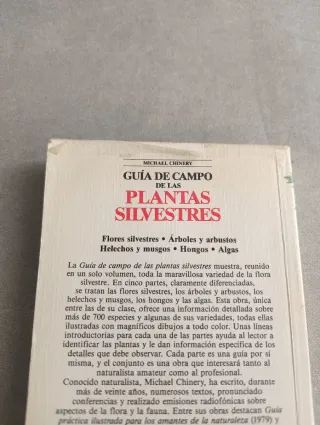 MICHAEL CHINERY
GUÍA DE CAMPO
DE LAS
PLANTAS
SILVESTRES
Flores silvestres • Árboles y arbustos
Helechos y musgos • Hongos • Algas
La Guía de campo de las plantas silvestres muestra, reunido
en un solo volumen, toda la maravillosa variedad de la flora
silvestre. En cinco partes, claramente diferenciadas,
se tratan las flores silvestres, los árboles y arbustos, los
helechos y musgos, los hongos y las algas. Esta obra, única
entre las de su clase, ofrece una información detallada sobre
más de 700 especies y algunas de sus variedades, todas ellas
ilustradas con magníficos dibujos a todo color. Unas líneas
introductorias para cada una de las partes ayuda al lector a
identificar las plantas y le dan información específica de los
detalles que debe observar. Cada parte es una guía por sí
misma, y el conjunto es una obra que interesará tanto al
naturalista amateur como al profesional.
Conocido naturalista, Michael Chinery, ha escrito, durante
más de veinte años, numerosos textos, pronunciado
conferencias y realizado emisiones radiofónicas sobre
aspectos de la flora y la fauna. Entre sus obras destacan Guía
práctica ilustrada para los amantes de la naturaleza (1979) y